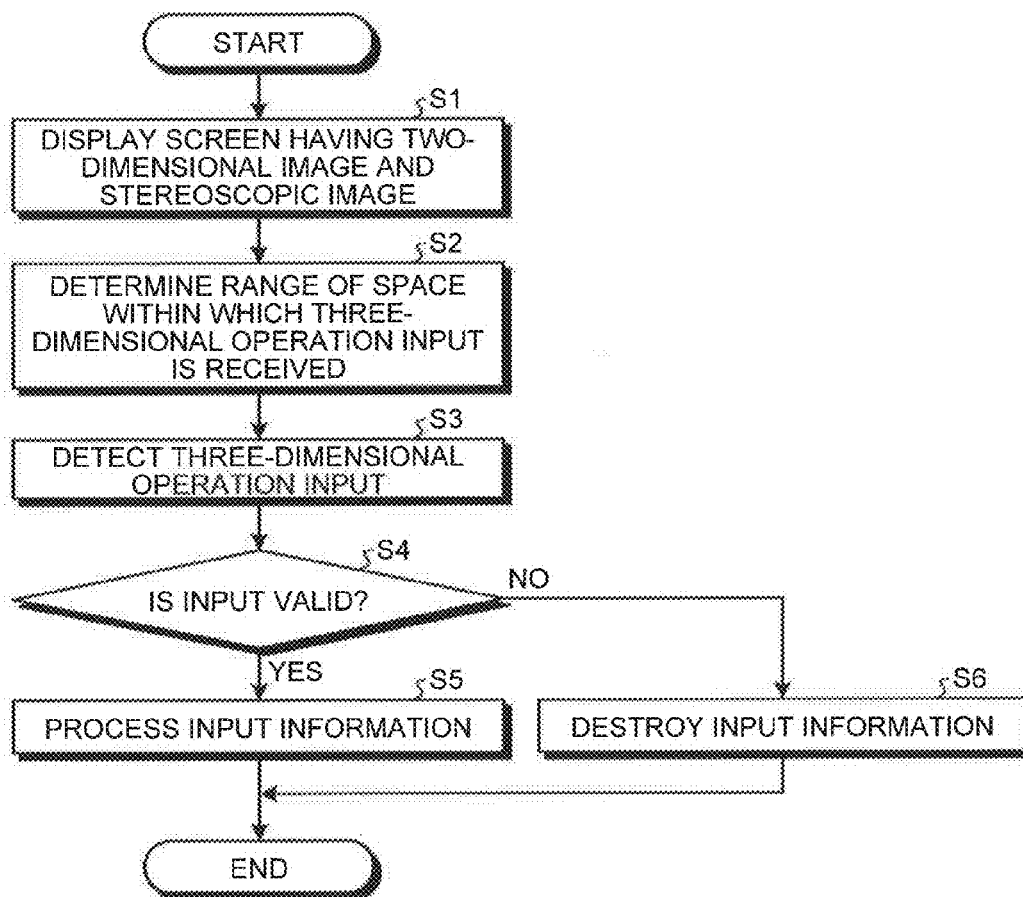 START
S1
DISPLAY SCREEN HAVING TWO-
DIMENSIONAL IMAGE AND
STEREOSCOPIC IMAGE
S2
DETERMINE RANGE OF SPACE
WITHIN WHICH THREE-
DIMENSIONAL OPERATION INPUT
IS RECEIVED
S3
DETECT THREE-DIMENSIONAL
OPERATION INPUT
S4
IS INPUT VALID?
NO
YES
S5
PROCESS INPUT INFORMATION
S6
DESTROY INPUT INFORMATION
END